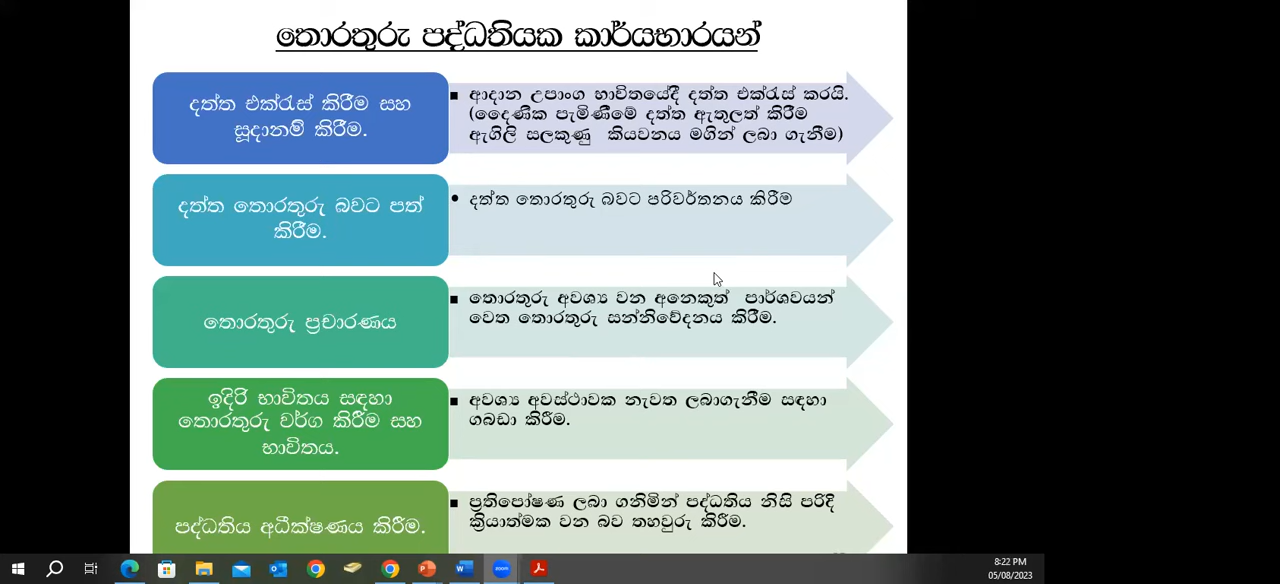 තොරතුරු පද්ධතියක කාර්යභාරයන්
දත්ත එක්රැස් කිරීම සහ
සූදානම් කිරීම.
■ ආදාන උපාංග භාවිතයේදී දත්ත එක්රැස් කරයි.
(දෛණීක පැමිණීමේ දත්ත ඇතුලත් කිරීම
ඇගිලි සලකුණු කියවනය මගින් ලබා ගැනීම)
දත්ත තොරතුරු බවට පත්
කිරීම.
• දත්ත තොරතුරු බවට පරිවර්තනය කිරීම
තොරතුරු ප්‍රචාරණය
■ තොරතුරු අවශ්‍ය වන අනෙකුත් පාර්ශවයන්
වෙත තොරතූරු සන්නිවේදනය කිරීම.
ඉදිරි භාවිතය සඳහා
තොරතුරු වර්ග කිරීම සහ
භාවිතය.
■ අවශ්‍ය අවස්ථාවක නැවත ලබාගැනීම සඳහා
ගබඩා කිරීම.
පද්ධතිය අධීක්ෂණය කිරීම.
■ ප්‍රතිපෝෂණ ලබා ගනිමින් පද්ධතිය නිසි පරිදි
ක්‍රියාත්මක වන බව තහවුරු කිරීම.
8:22 PM
05/08/2023